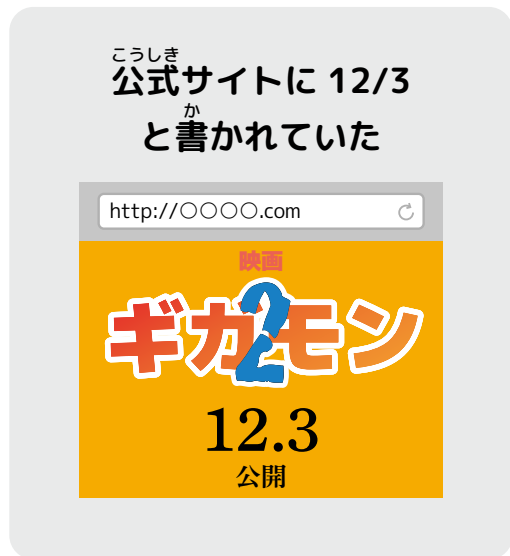 こうしき
公式サイトに 12/3
か
と書かれていた
http://〇〇〇〇.com
映画
ギガモン
2
12.3
公開